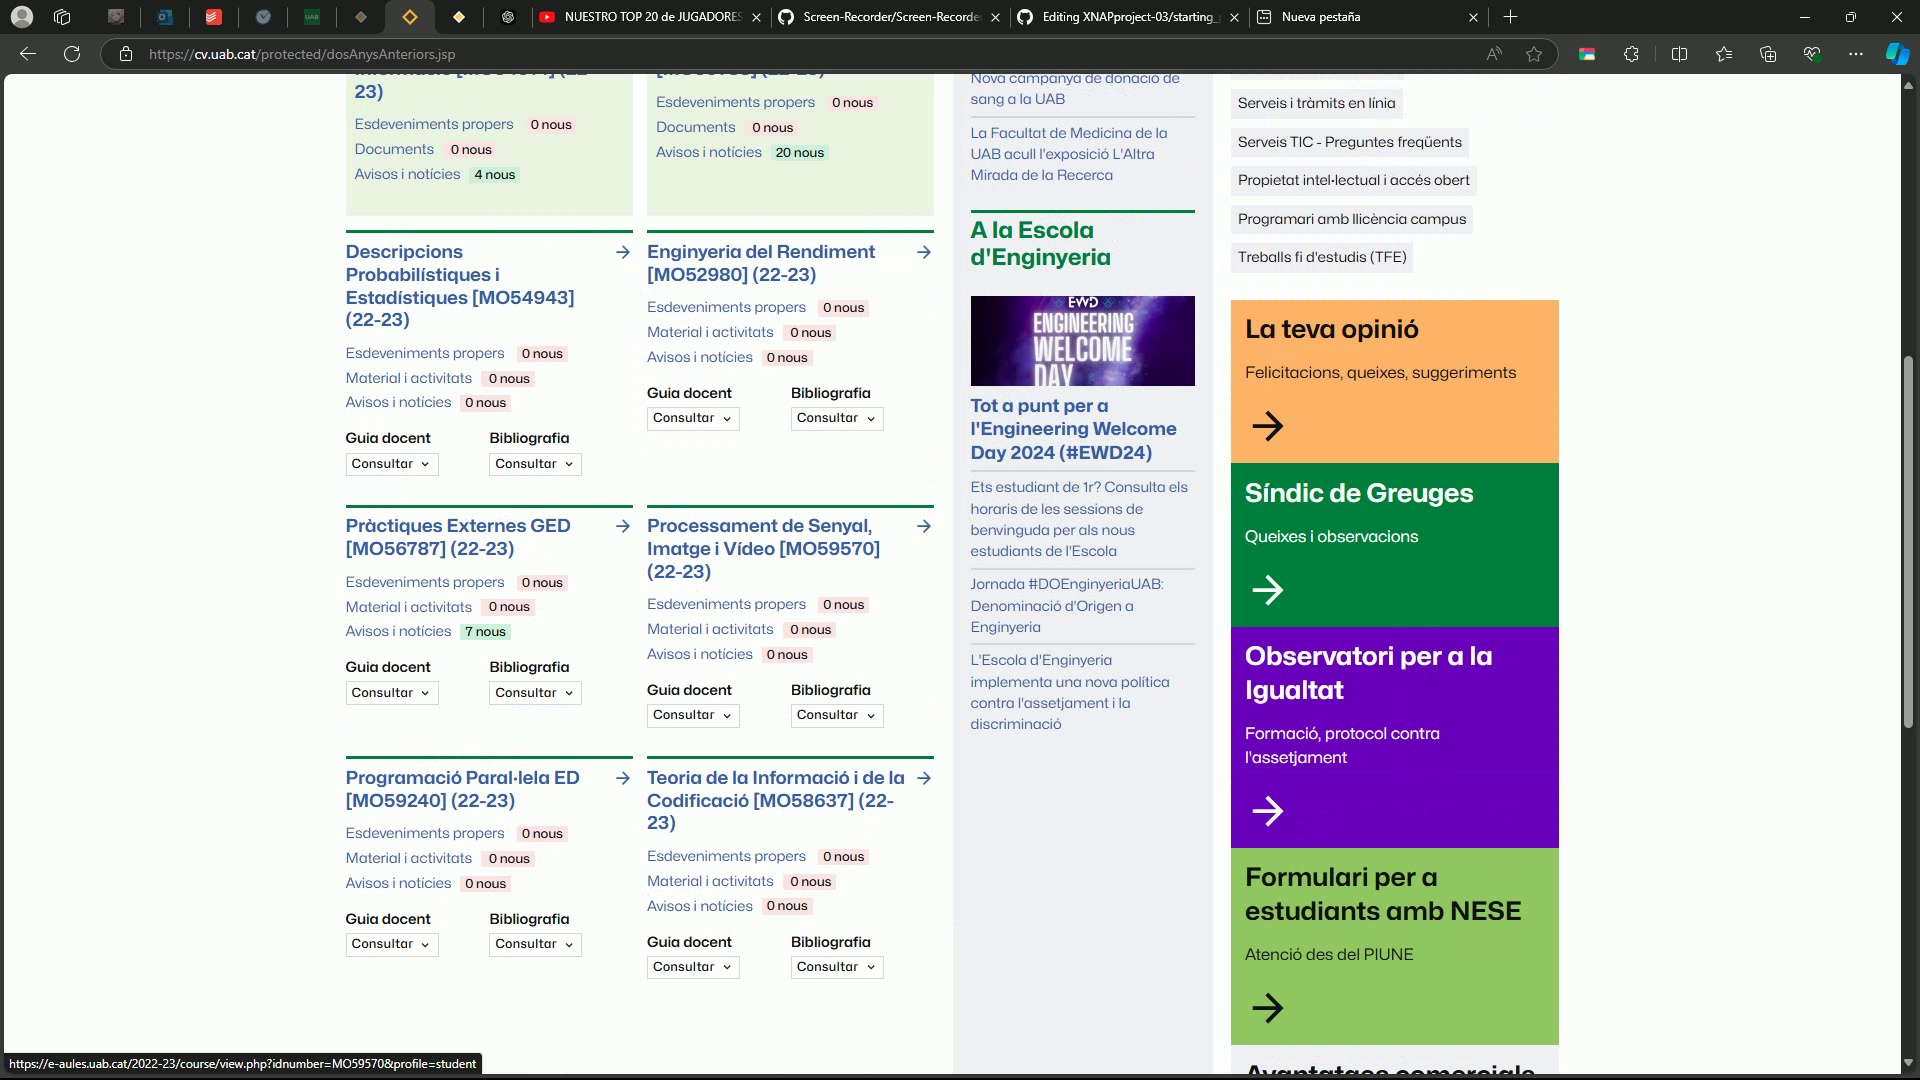 NUESTRO TOP 20 de JUGADORES
Screen-Recorder/Screen-Recorde
Editing XNAPproject-03/starting_
Nueva pestaña
https://cv.uab.cat/protected/dosAnysAnteriors.jsp
23)
Esdeveniments propers 0 nous
Documents 0 nous
Avisos i notícies 4 nous
Esdeveniments propers 0 nous
Documents 0 nous
Avisos i notícies 20 nous
Descripcions
Probabilístiques i
Estadístiques [MO54943]
(22-23)
Esdeveniments propers 0 nous
Material i activitats 0 nous
Avisos i notícies 0 nous
Guia docent Bibliografia
Consultar Consultar
Enginyeria del Rendiment
[MO52980] (22-23)
Esdeveniments propers 0 nous
Material i activitats 0 nous
Avisos i notícies 0 nous
Guia docent Bibliografia
Consultar Consultar
Pràctiques Externes GED
[MO56787] (22-23)
Esdeveniments propers 0 nous
Material i activitats 0 nous
Avisos i notícies 7 nous
Guia docent Bibliografia
Consultar Consultar
Processament de Senyal,
Imatge i Vídeo [MO59570]
(22-23)
Esdeveniments propers 0 nous
Material i activitats 0 nous
Avisos i notícies 0 nous
Guia docent Bibliografia
Consultar Consultar
Programació Paral·lela ED
[MO59240] (22-23)
Esdeveniments propers 0 nous
Material i activitats 0 nous
Avisos i notícies 0 nous
Guia docent Bibliografia
Consultar Consultar
Teoria de la Informació i de la
Codificació [MO58637] (22-
23)
Esdeveniments propers 0 nous
Material i activitats 0 nous
Avisos i notícies 0 nous
Guia docent Bibliografia
Consultar Consultar
Nova campanya de donació de
sang a la UAB
La Facultat de Medicina de la
UAB acull l'exposició L'Altra
Mirada de la Recerca
A la Escola
d'Enginyeria
EWD
ENGINEERING
WELCOME
DAY
Tot a punt per a
l'Engineering Welcome
Day 2024 (#EWD24)
Ets estudiant de 1r? Consulta els
horaris de les sessions de
benvinguda per als nous
estudiants de l'Escola
Jornada #DOEnginyeriaUAB:
Denominació d'Origen a
Enginyeria
L'Escola d'Enginyeria
implementa una nova política
contra l'assetjament i la
discriminació
Serveis i tràmits en línia
Serveis TIC - Preguntes freqüents
Propietat intel·lectual i accés obert
Programari amb llicència campus
Treballs fi d'estudis (TFE)
La teva opinió
Felicitacions, queixes, suggeriments
Síndic de Greuges
Queixes i observacions
Observatori per a la
Igualtat
Formació, protocol contra
l'assetjament
Formulari per a
estudiants amb NESE
Atenció des del PIUNE
Avantatges comercials
https://e-aules.uab.cat/2022-23/course/view.php?idnumber=MO59570&profile=student